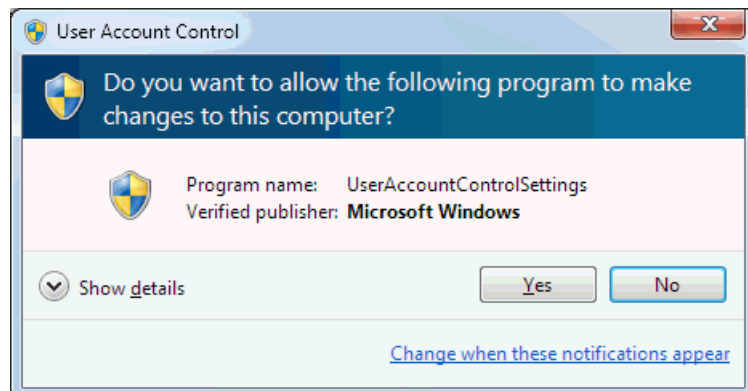 User Account Control
Do you want to allow the following program to make
changes to this computer?
Program name: UserAccountControlSettings
Verified publisher: Microsoft Windows
Show details
Yes
No
Change when these notifications appear